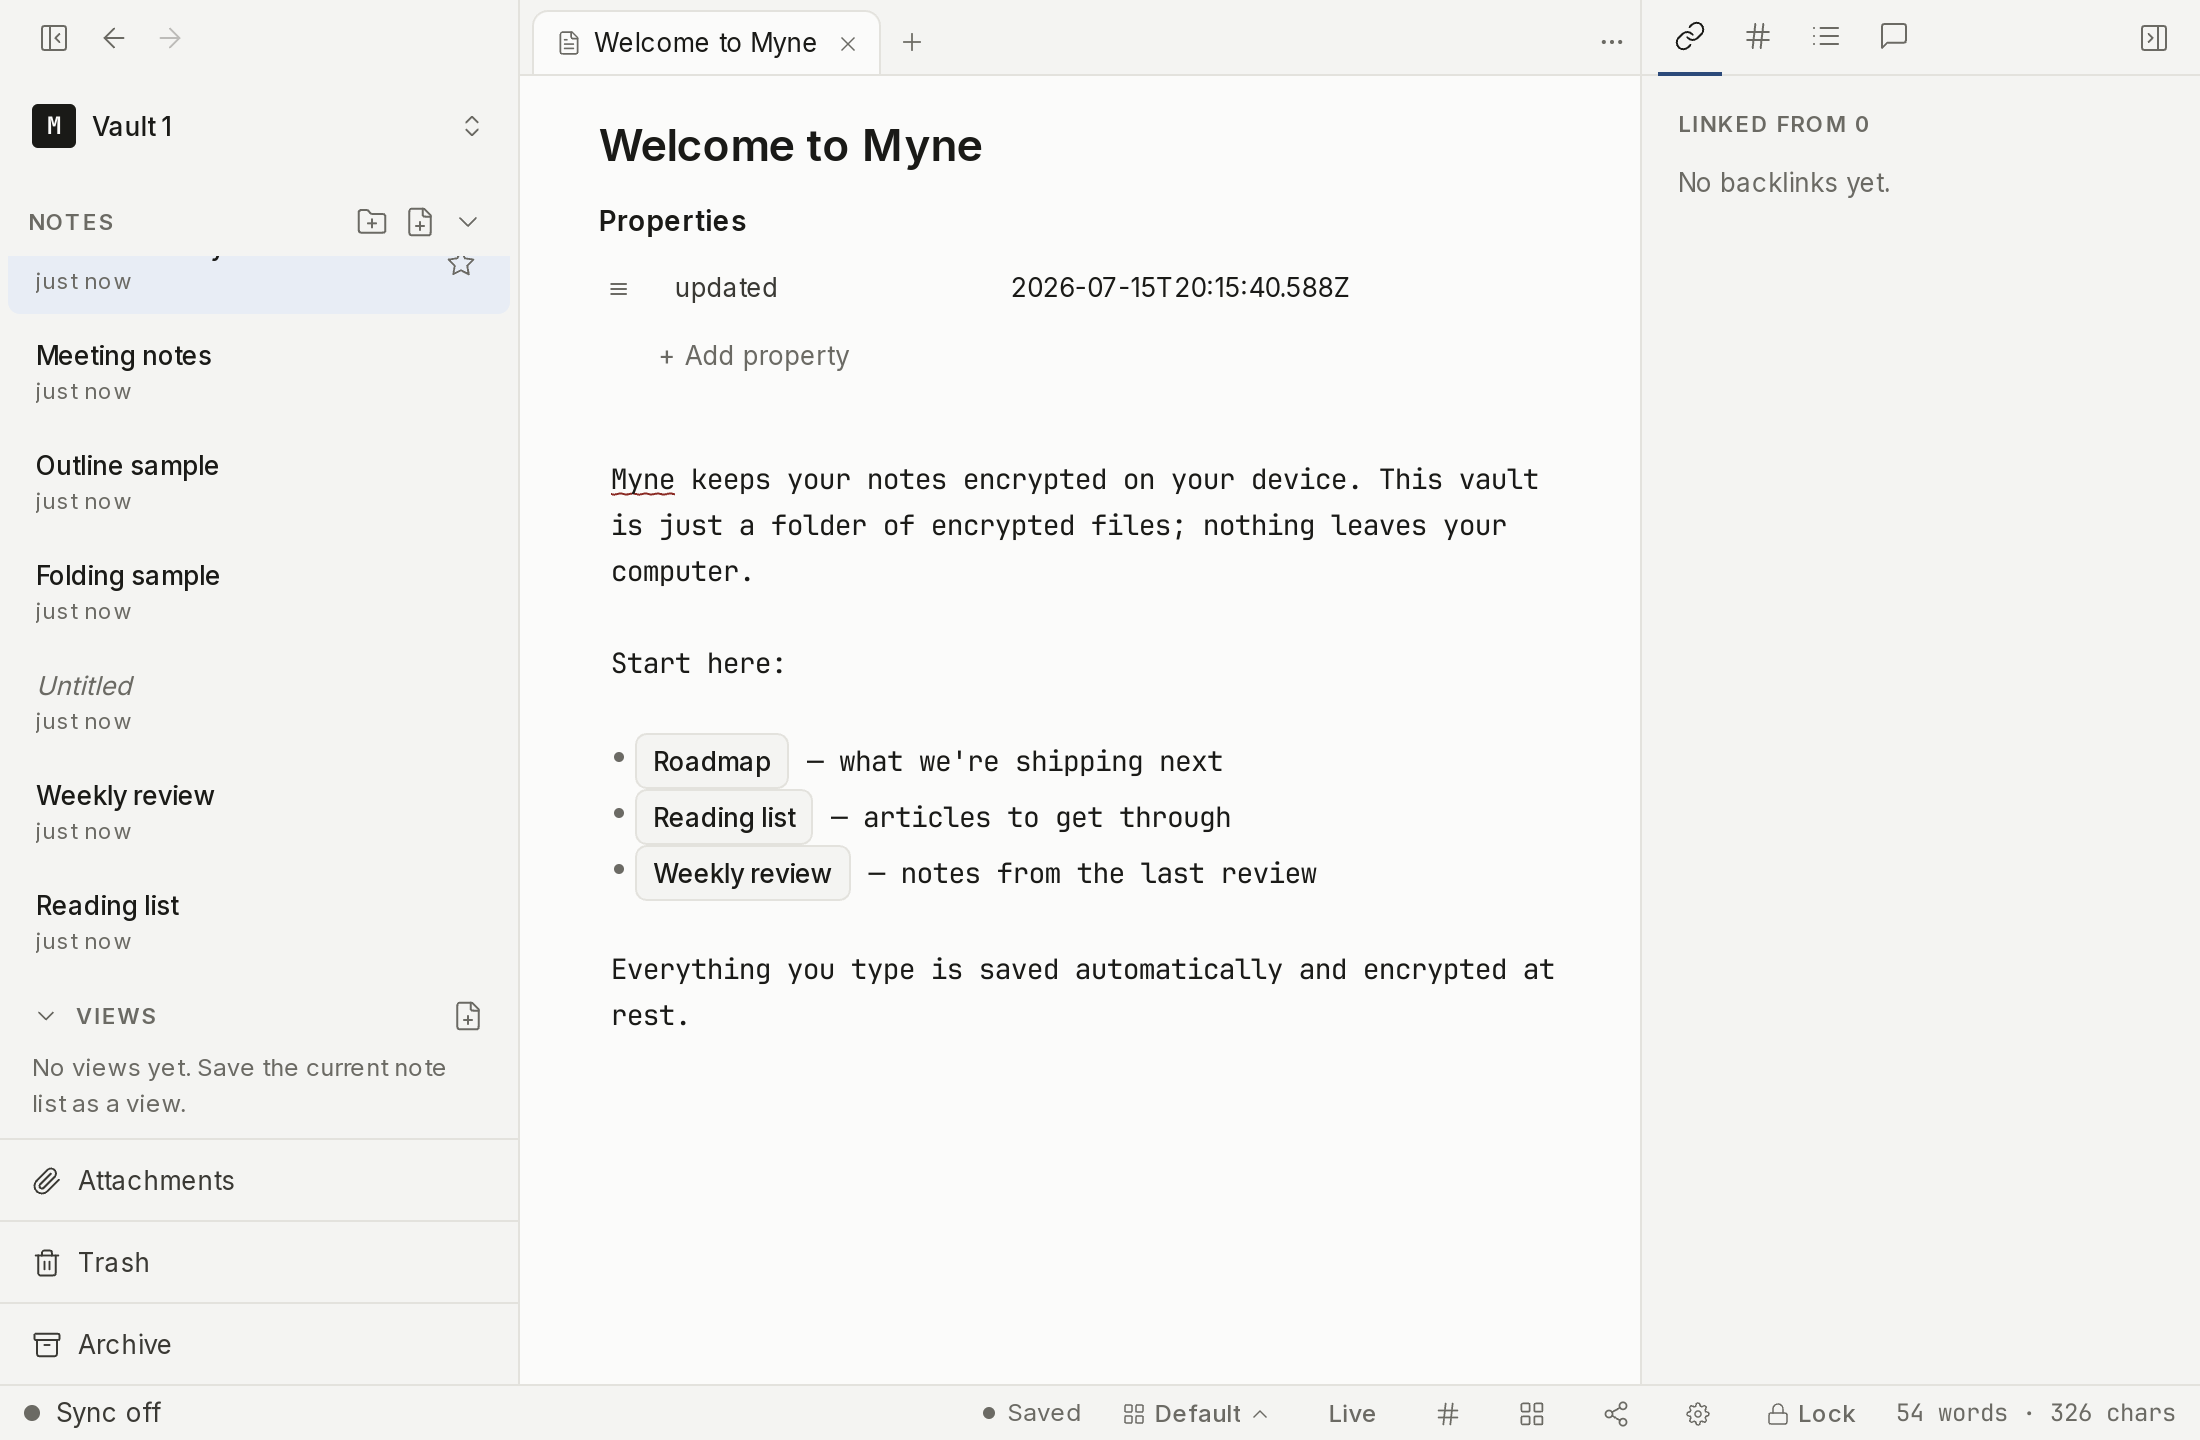 M Vault 1
NOTES
just now
Meeting notes
just now
Outline sample
just now
Folding sample
just now
Untitled
just now
Weekly review
just now
Reading list
just now
VIEWS
No views yet. Save the current note
list as a view.
Attachments
Trash
Archive
Sync off
Welcome to Myne
Welcome to Myne
Properties
updated 2026-07-15T20:15:40.588Z
+ Add property
Myne keeps your notes encrypted on your device. This vault
is just a folder of encrypted files; nothing leaves your
computer.
Start here:
• Roadmap — what we're shipping next
• Reading list — articles to get through
• Weekly review — notes from the last review
Everything you type is saved automatically and encrypted at
rest.
LINKED FROM 0
No backlinks yet.
Saved Default Live Lock 54 words · 326 chars